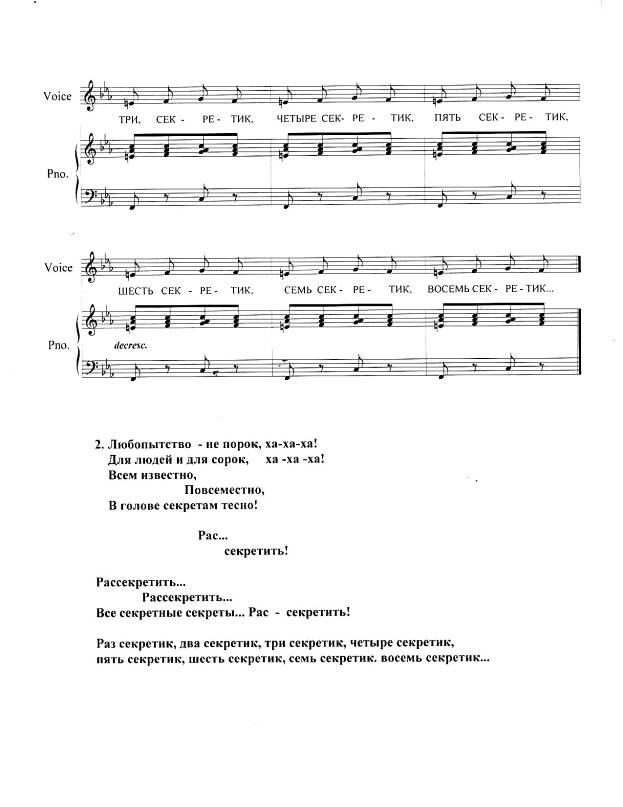 Voice
ТРИ, СЕК - РЕ - ТИК, ЧЕТЫРЕ СЕК - РЕ - ТИК, ПЯТЬ СЕК - РЕ - ТИК,
Pno.
Voice
ШЕСТЬ СЕК - РЕ - ТИК, СЕМЬ СЕК - РЕ - ТИК, ВОСЕМЬ СЕК - РЕ - ТИК...
Pno.
decresc.
2. Любопытство - не порок, ха-ха-ха!
Для людей и для сорок, ха -ха -ха!
Всем известно,
Повсеместно,
В голове секретам тесно!
Рас...
секретить!
Рассекретить...
Рассекретить...
Все секретные секреты... Рас - секретить!
Раз секретик, два секретик, три секретик, четыре секретик,
пять секретик, шесть секретик, семь секретик. восемь секретик...